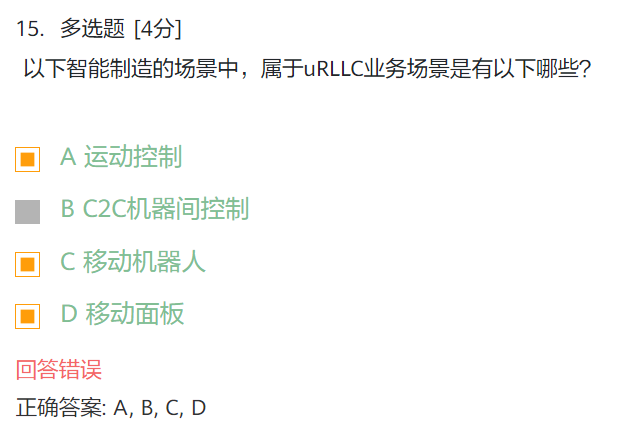 15. 多选题 [4分]
以下智能制造的场景中，属于uRLLC业务场景是有以下哪些?
A 运动控制
B C2C机器间控制
C 移动机器人
D 移动面板
回答错误
正确答案: A, B, C, D